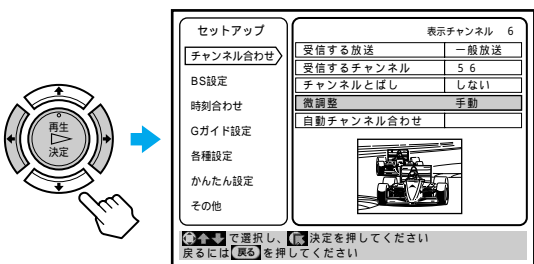 再生
決定
セットアップ
チャンネル合わせ
BS設定
時刻合わせ
Gガイド設定
各種設定
かんたん設定
その他
表示チャンネル 6
受信する放送 一般放送
受信するチャンネル 56
チャンネルとばし しない
微調整 手動
自動チャンネル合わせ
で選択し、決定を押してください
戻るには 戻る を押してください